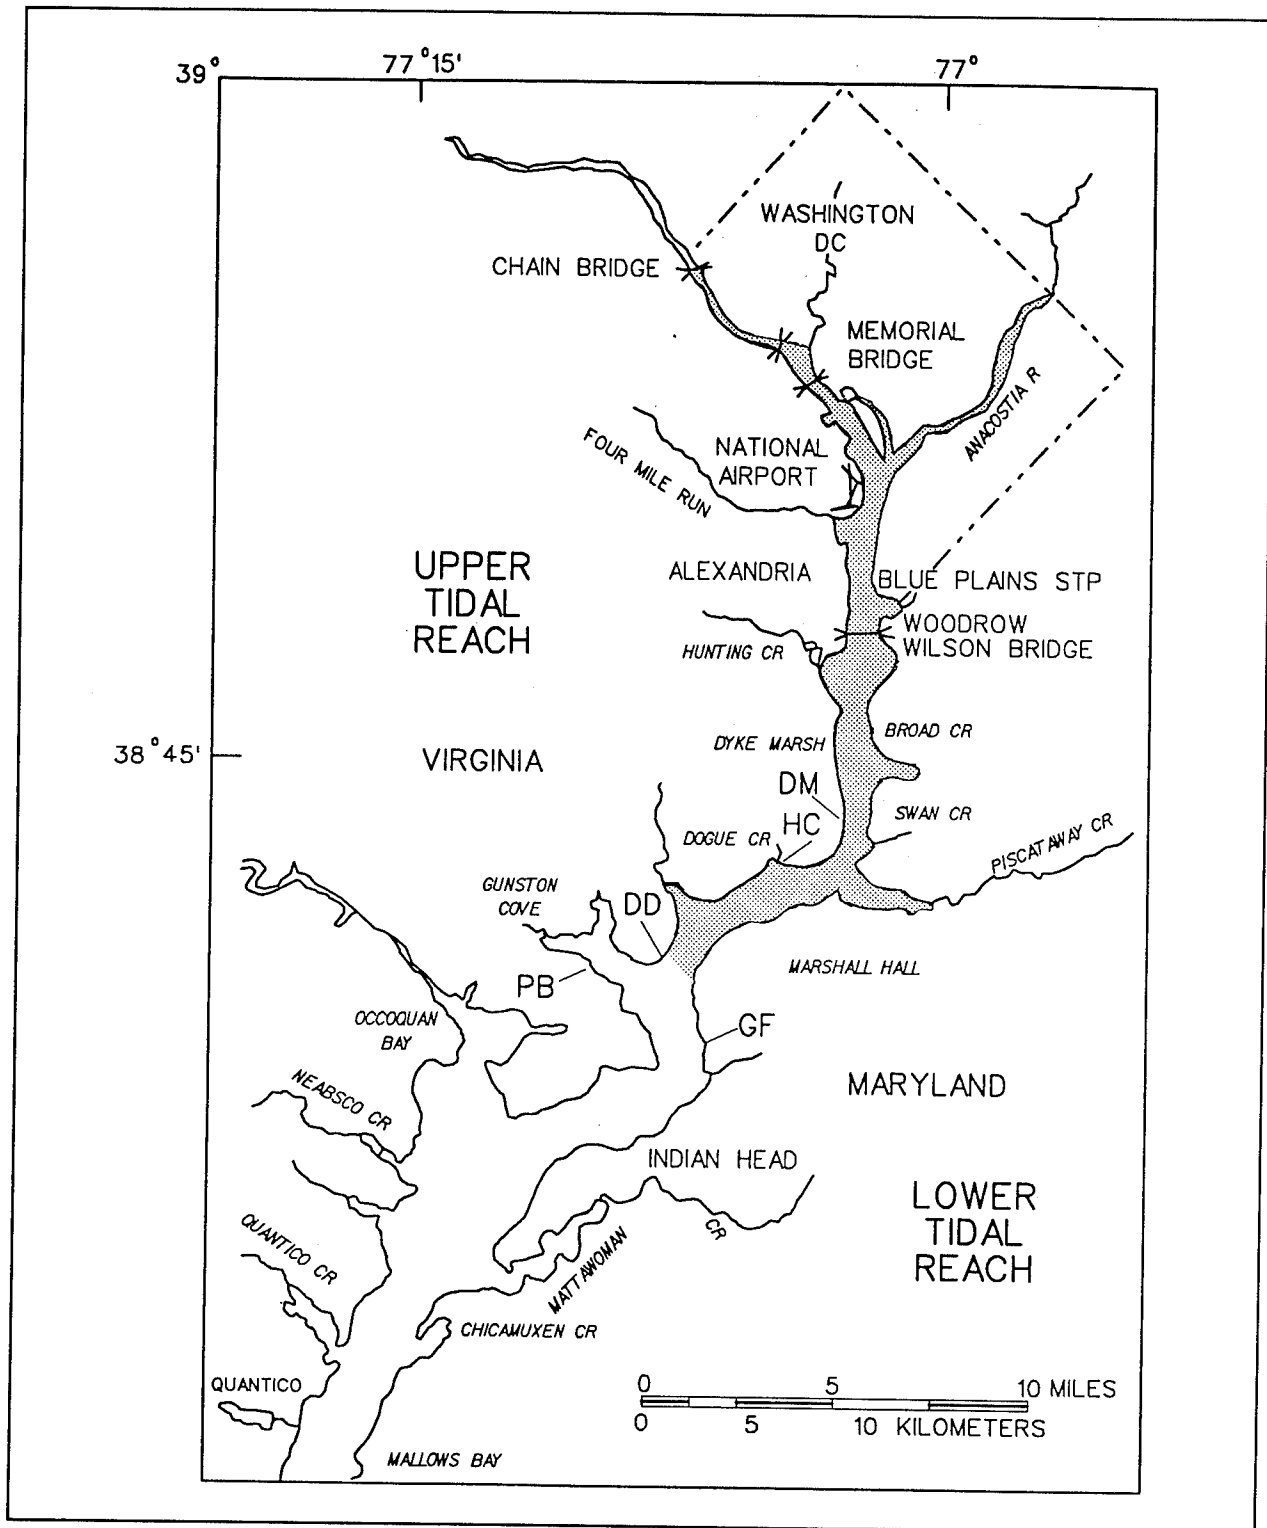 39°
77°15'
77°
WASHINGTON
DC
CHAIN BRIDGE
MEMORIAL
BRIDGE
ANACOSTIA R
FOUR MILE RUN
NATIONAL
AIRPORT
UPPER
TIDAL
REACH
ALEXANDRIA
BLUE PLAINS STP
WOODROW
WILSON BRIDGE
HUNTING CR
38°45'
VIRGINIA
DYKE MARSH
BROAD CR
DM
HC
SWAN CR
DOGUE CR
PISCATAWAY CR
GUNSTON
COVE
DD
MARSHALL HALL
PB
OCCOQUAN
BAY
GF
NEABSCO CR
MARYLAND
INDIAN HEAD
LOWER
TIDAL
REACH
QUANTICO CR
MATTAWOMAN
CR
CHICAMUXEN CR
QUANTICO
0 5 10 MILES
0 5 10 KILOMETERS
MALLOWS BAY